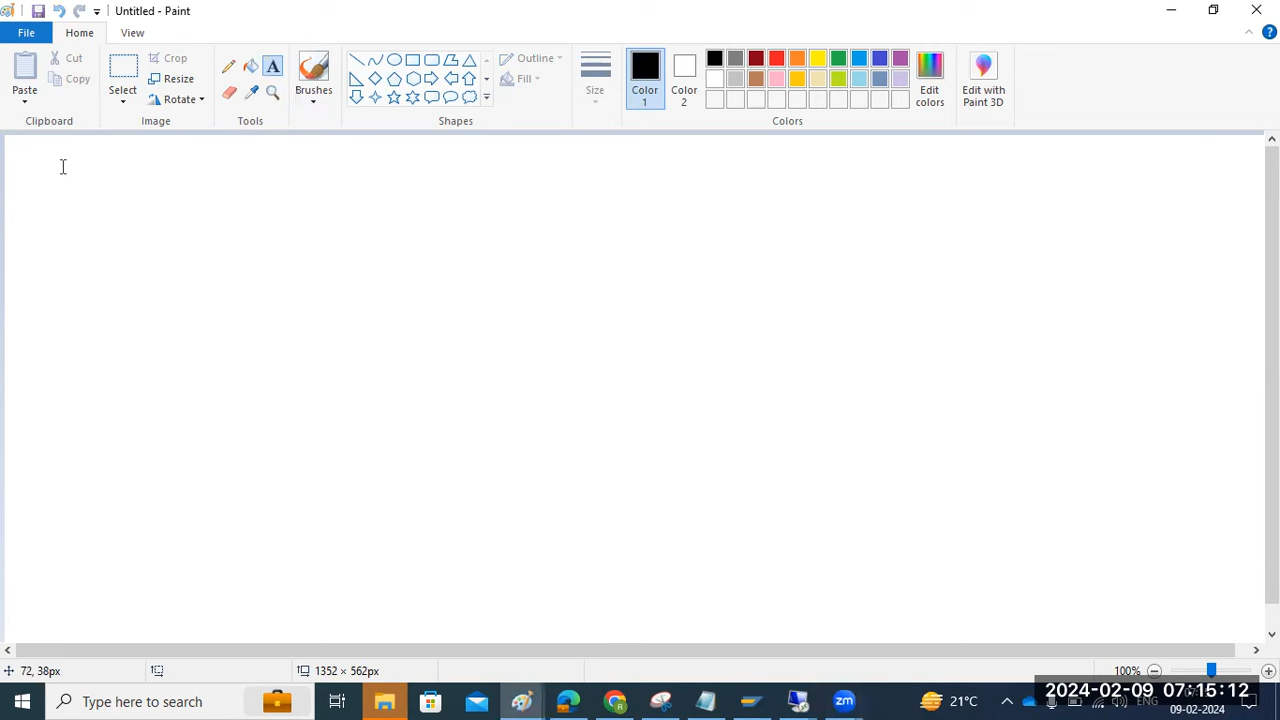 Untitled - Paint
File Home View
Paste
Cut
Copy
Clipboard
Select
Crop
Resize
Rotate
Image
Tools
Brushes
Shapes
Outline
Fill
Size
Color 1
Color 2
Edit colors
Colors
Edit with Paint 3D
72, 38px
1352 × 562px
100%
Type here to search
21°C
ENG
2024-02-09 07:15:12
09-02-2024